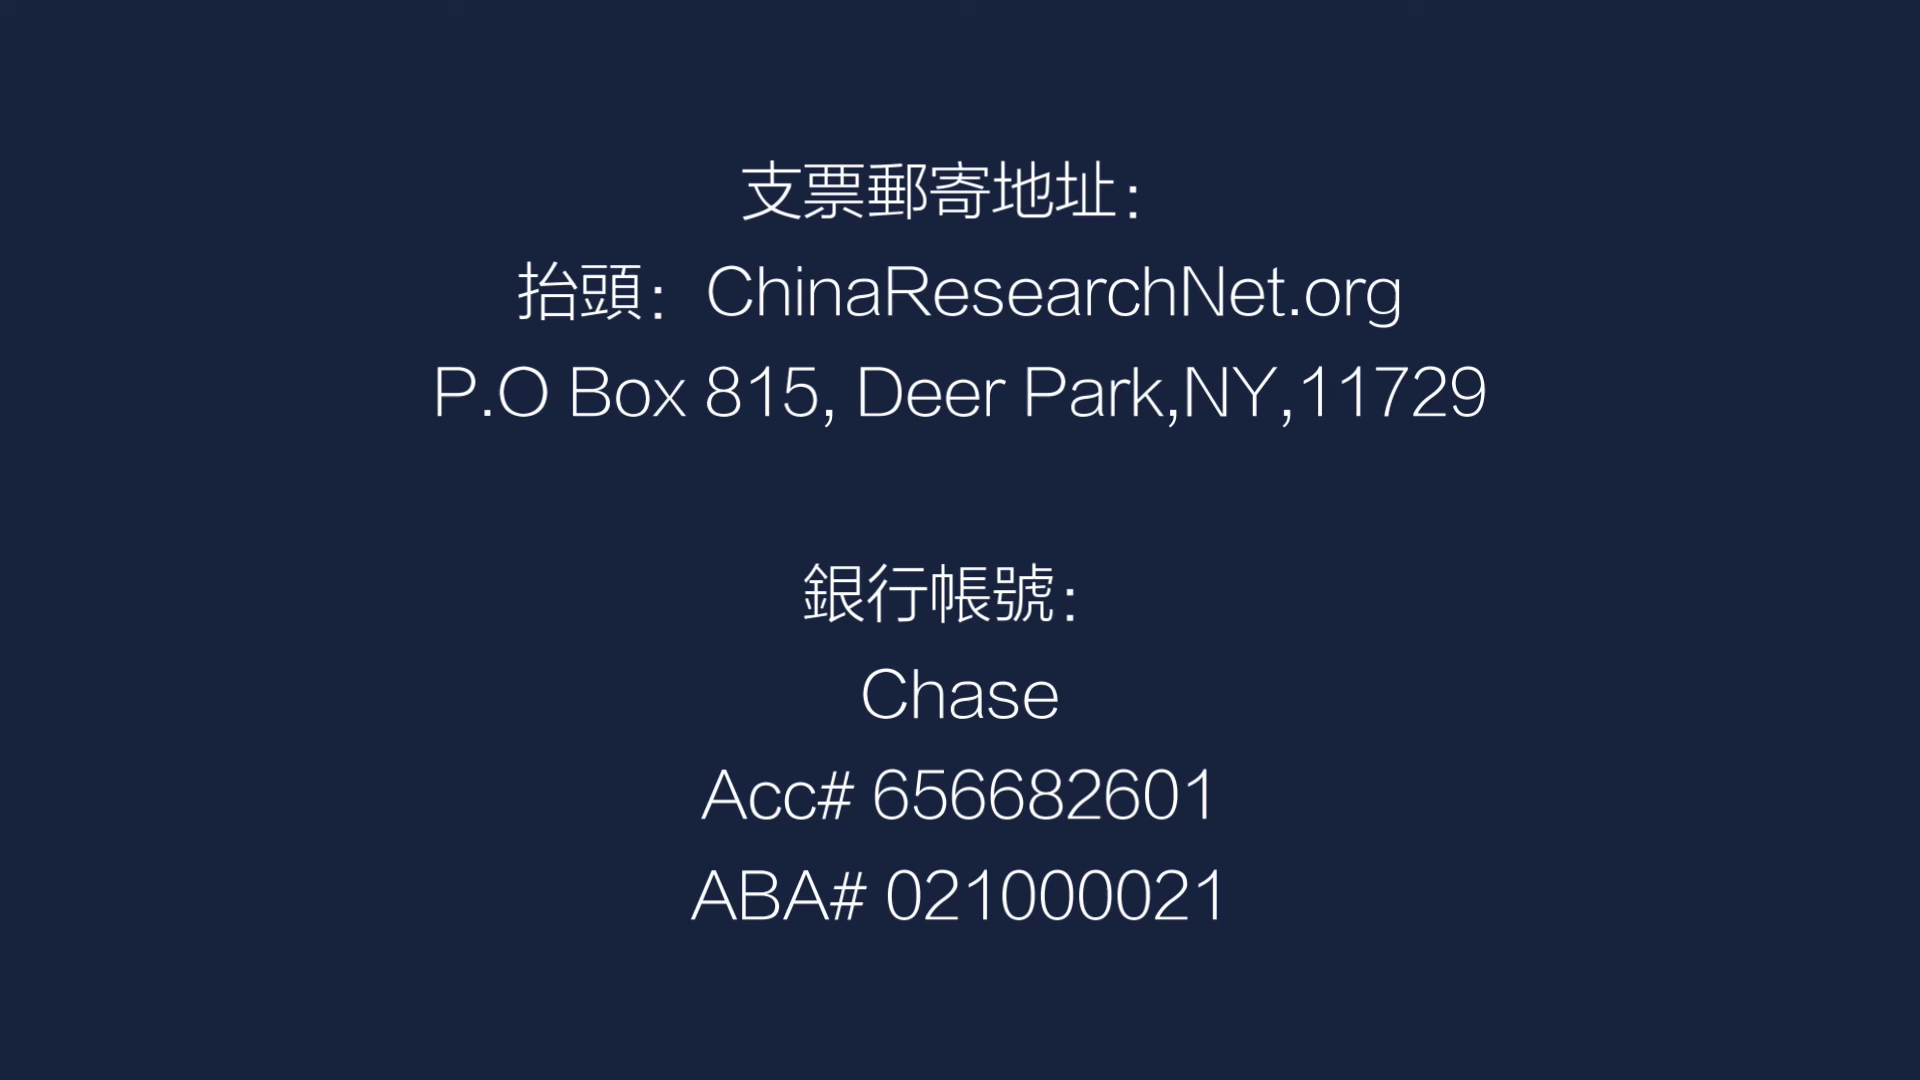 支票郵寄地址：
抬頭：ChinaResearchNet.org
P.O Box 815, Deer Park,NY,11729
銀行帳號：
Chase
Acc# 656682601
ABA# 021000021